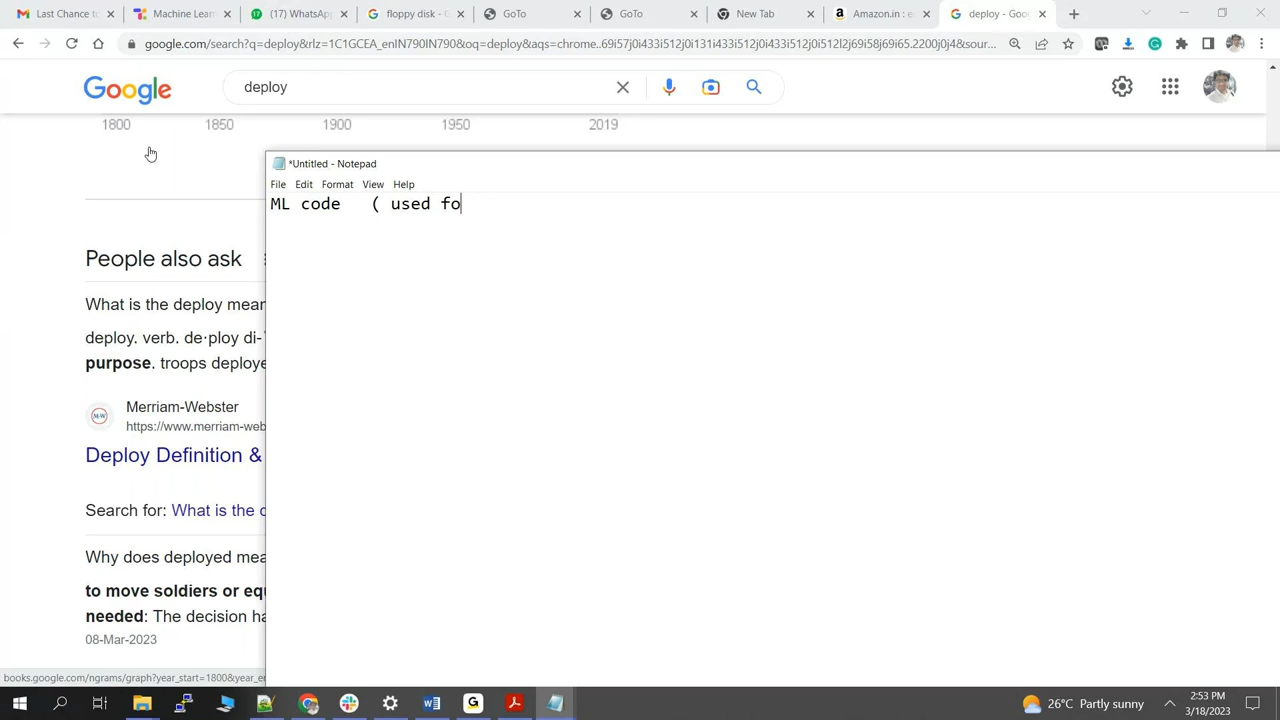 Last Chance to
Machine Lear
(17) WhatsApp
floppy disk - G
GoTo
GoTo
New Tab
Amazon.in : e
deploy - Goo
google.com/search?q=deploy&rlz=1C1GCEA_enIN790IN790&oq=deploy&aqs=chrome..69i57j0i433i512j0i131i433i512j0i433i512j0i512l2j69i58j69i65.2200j0j4&sour...
Google
deploy
1800 1850 1900 1950 2019
*Untitled - Notepad
File Edit Format View Help
ML code ( used fo
People also ask
What is the deploy mean
deploy. verb. de·ploy di-ˈ
purpose. troops deploye
Merriam-Webster
https://www.merriam-web
Deploy Definition &
Search for: What is the d
Why does deployed mea
to move soldiers or equ
needed: The decision ha
08-Mar-2023
books.google.com/ngrams/graph?year_start=1800&year_en
26°C Partly sunny
2:53 PM
3/18/2023